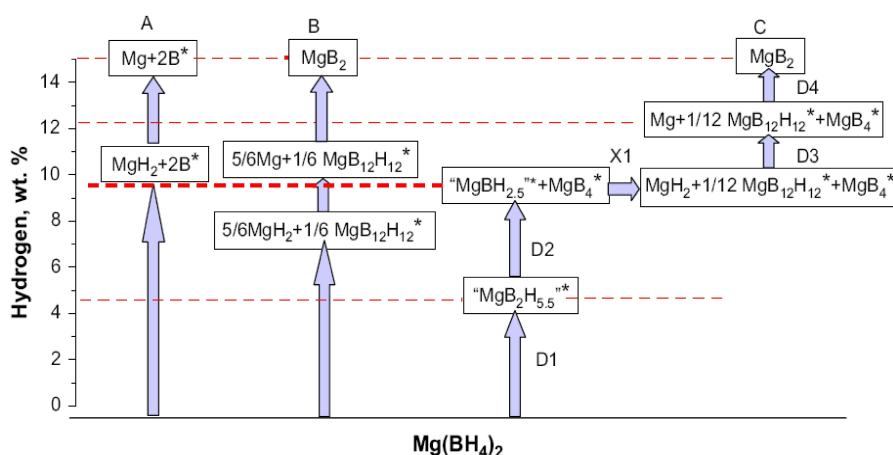 A
B
C
Mg+2B*
MgB₂
MgB₂
14
D4
12
Mg+1/12 MgB₁₂H₁₂*+MgB₄*
X1
D3
MgH₂+2B*
5/6Mg+1/6 MgB₁₂H₁₂*
10
"MgBH₂.₅"*+MgB₄*
MgH₂+1/12 MgB₁₂H₁₂*+MgB₄*
8
5/6MgH₂+1/6 MgB₁₂H₁₂*
D2
6
"MgB₂H₅.₅"*
4
D1
2
0
Hydrogen, wt. %
Mg(BH₄)₂